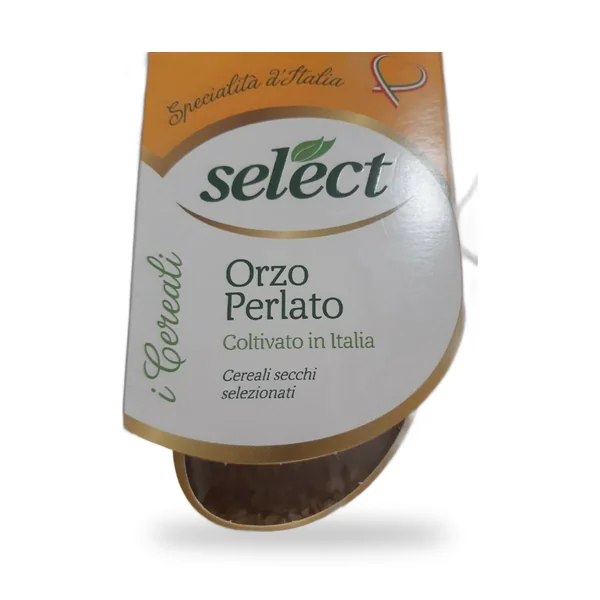 Specialità d'Italia
select
i Cereali
Orzo
Perlato
Coltivato in Italia
Cereali secchi
selezionati